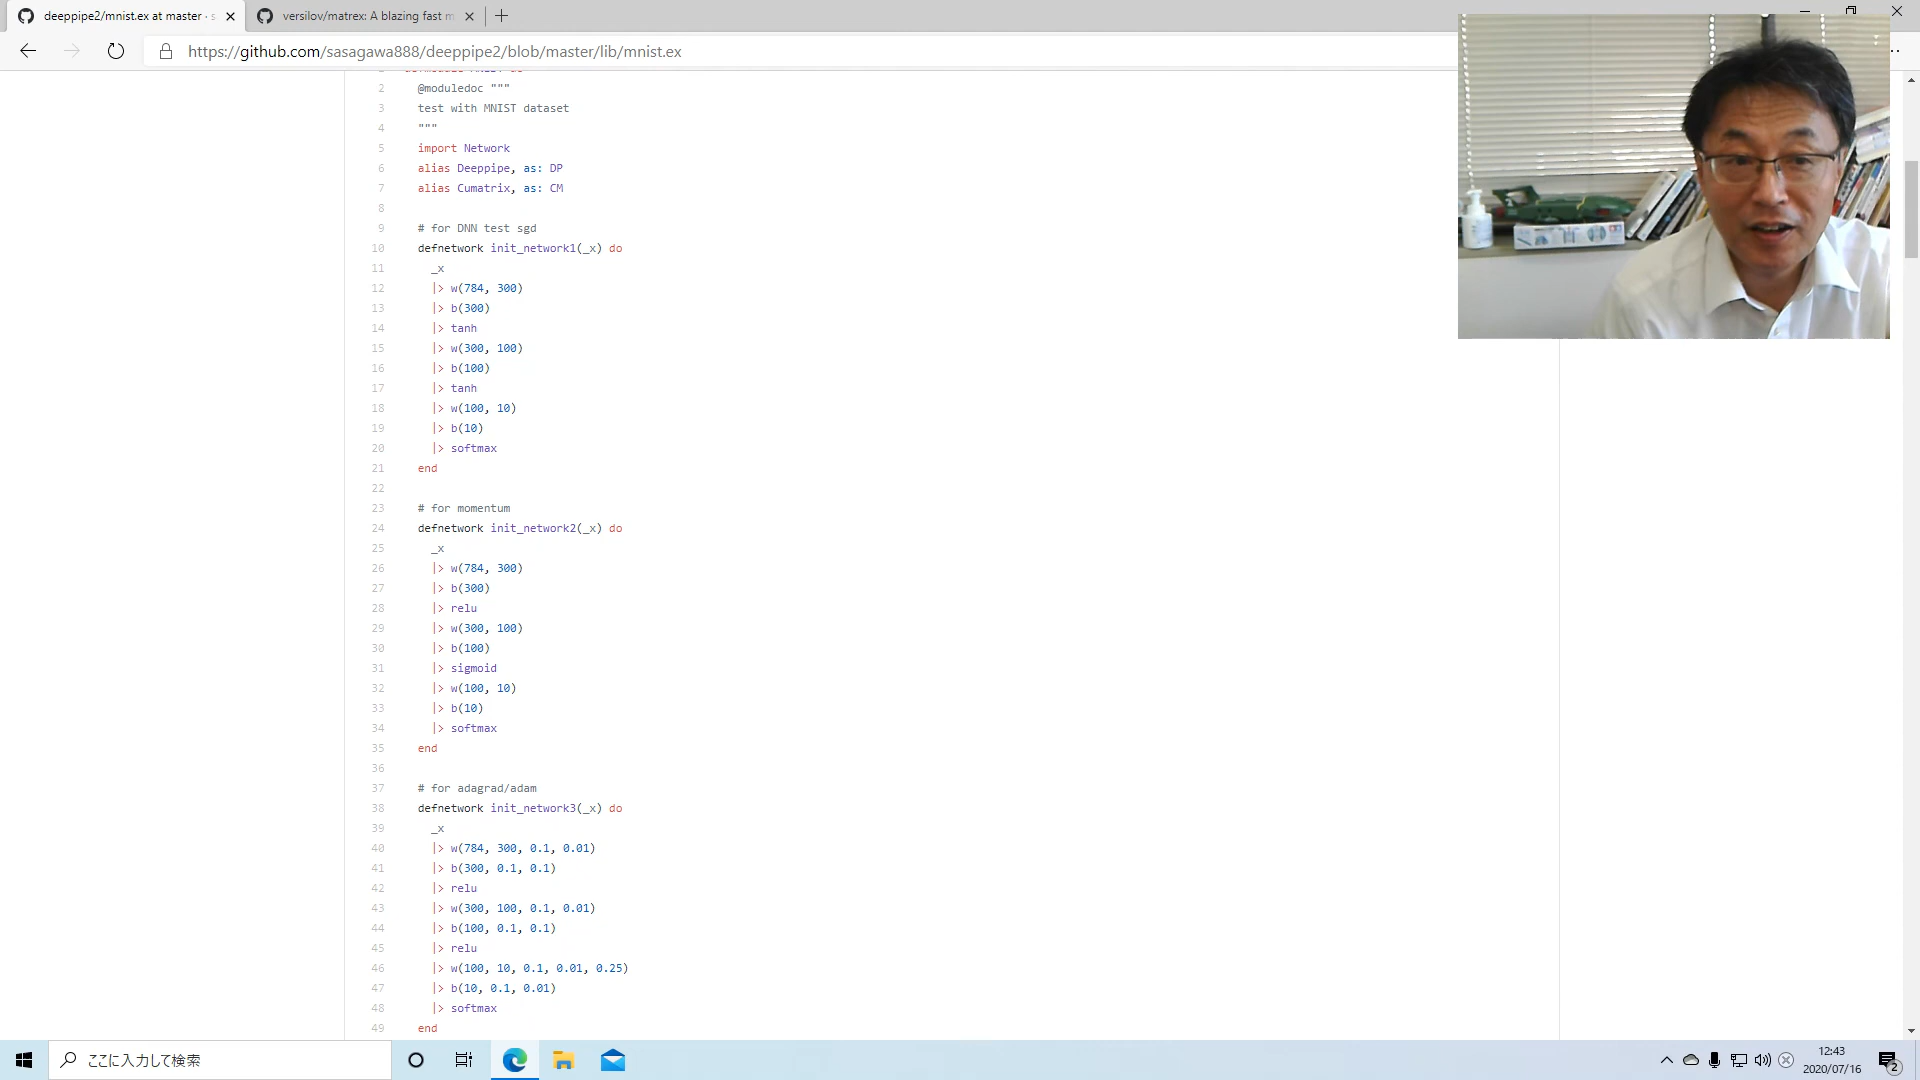 deeppipe2/mnist.ex at master · s
versilov/matrex: A blazing fast m
https://github.com/sasagawa888/deeppipe2/blob/master/lib/mnist.ex
2 @moduledoc """
3 test with MNIST dataset
4 """
5 import Network
6 alias Deeppipe, as: DP
7 alias Cumatrix, as: CM
8
9 # for DNN test sgd
10 defnetwork init_network1(_x) do
11 _x
12 |> w(784, 300)
13 |> b(300)
14 |> tanh
15 |> w(300, 100)
16 |> b(100)
17 |> tanh
18 |> w(100, 10)
19 |> b(10)
20 |> softmax
21 end
22
23 # for momentum
24 defnetwork init_network2(_x) do
25 _x
26 |> w(784, 300)
27 |> b(300)
28 |> relu
29 |> w(300, 100)
30 |> b(100)
31 |> sigmoid
32 |> w(100, 10)
33 |> b(10)
34 |> softmax
35 end
36
37 # for adagrad/adam
38 defnetwork init_network3(_x) do
39 _x
40 |> w(784, 300, 0.1, 0.01)
41 |> b(300, 0.1, 0.1)
42 |> relu
43 |> w(300, 100, 0.1, 0.01)
44 |> b(100, 0.1, 0.1)
45 |> relu
46 |> w(100, 10, 0.1, 0.01, 0.25)
47 |> b(10, 0.1, 0.01)
48 |> softmax
49 end
ここに入力して検索
12:43
2020/07/16
2